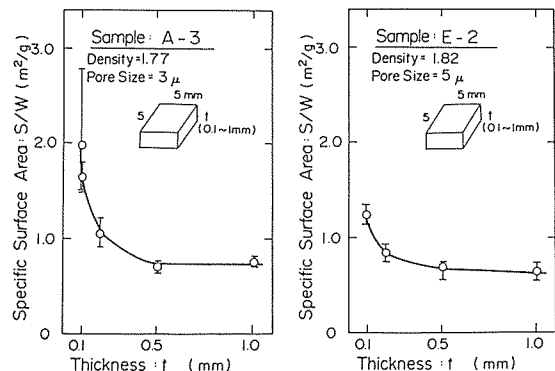 Sample: A-3
Density=1.77
Pore Size = 3 μ
5 mm
5
t
(0.1~1mm)
3.0
2.0
1.0
0
0.1
0.5
1.0
Specific Surface Area: S/W (m²/g)
Thickness : t (mm)
Sample: E-2
Density=1.82
Pore Size= 5 μ
5 mm
5
t
(0.1~1mm)
3.0
2.0
1.0
0
0.1
0.5
1.0
Specific Surface Area: S/W (m²/g)
Thickness : t (mm)